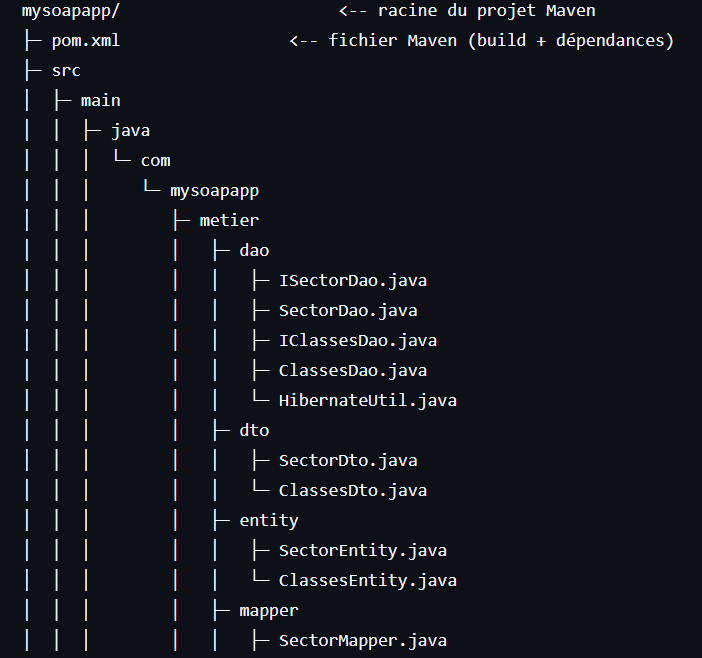 mysoapapp/                      <-- racine du projet Maven
├─ pom.xml                 <-- fichier Maven (build + dépendances)
├─ src
│  ├─ main
│  │  ├─ java
│  │  │  └─ com
│  │  │     └─ mysoapapp
│  │  │        ├─ metier
│  │  │        │   ├─ dao
│  │  │        │   │   ├─ ISectorDao.java
│  │  │        │   │   ├─ SectorDao.java
│  │  │        │   │   ├─ IClassesDao.java
│  │  │        │   │   ├─ ClassesDao.java
│  │  │        │   │   └─ HibernateUtil.java
│  │  │        │   ├─ dto
│  │  │        │   │   ├─ SectorDto.java
│  │  │        │   │   └─ ClassesDto.java
│  │  │        │   ├─ entity
│  │  │        │   │   ├─ SectorEntity.java
│  │  │        │   │   └─ ClassesEntity.java
│  │  │        │   ├─ mapper
│  │  │        │   │   ├─ SectorMapper.java